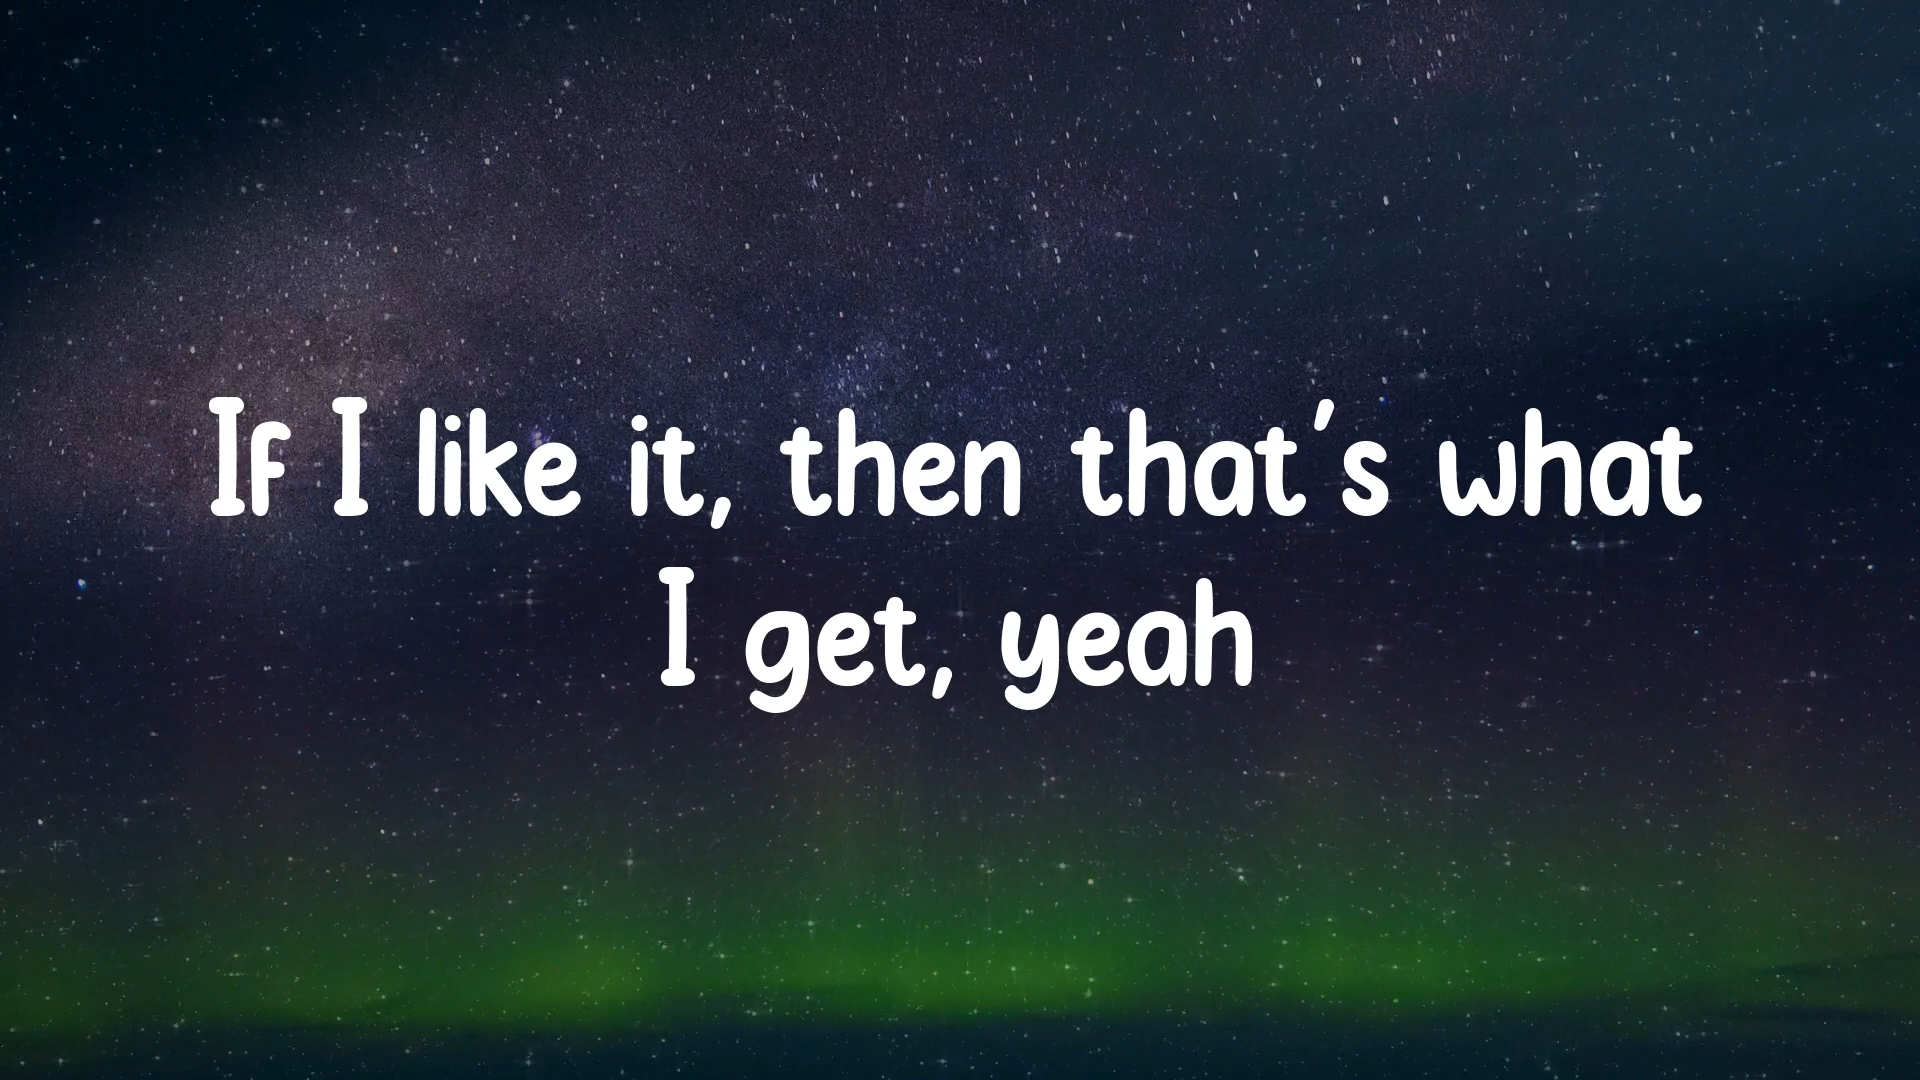 If I like it, then that's what
I get, yeah